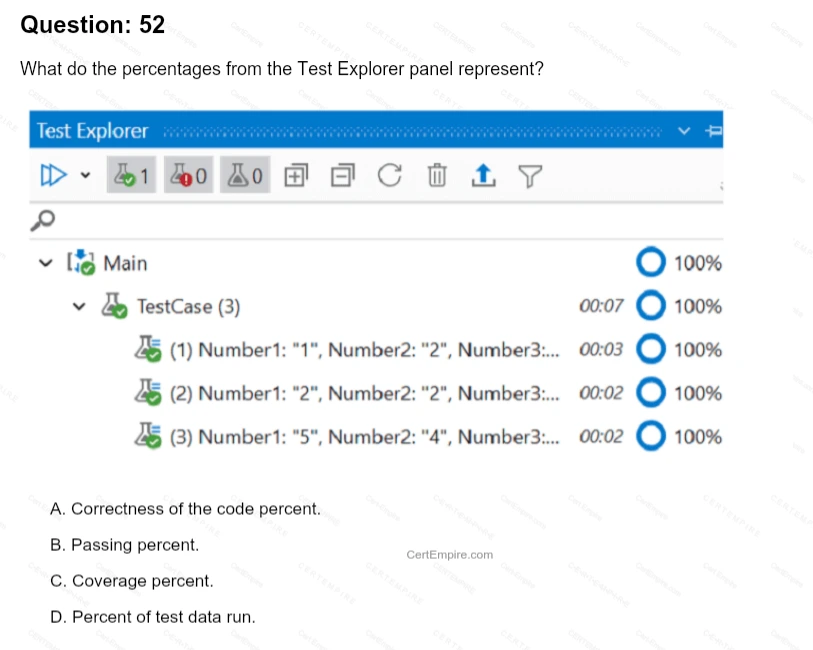 Question: 52
What do the percentages from the Test Explorer panel represent?
Test Explorer
1 0 0
Main 100%
TestCase (3) 00:07 100%
(1) Number1: "1", Number2: "2", Number3:... 00:03 100%
(2) Number1: "2", Number2: "2", Number3:... 00:02 100%
(3) Number1: "5", Number2: "4", Number3:... 00:02 100%
A. Correctness of the code percent.
B. Passing percent.
CertEmpire.com
C. Coverage percent.
D. Percent of test data run.